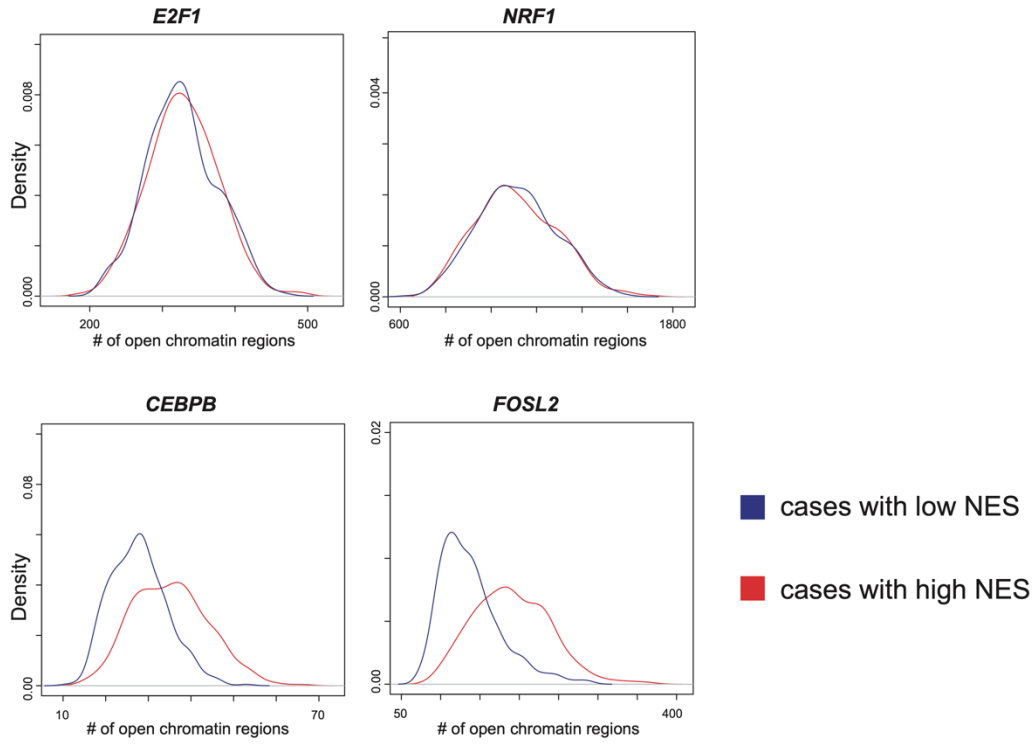 E2F1
NRF1
Density
0.008
0.000
200
500
# of open chromatin regions
0.004
0.000
600
1800
# of open chromatin regions
CEBPB
FOSL2
Density
0.08
0.00
10
70
# of open chromatin regions
0.02
0.00
50
400
# of open chromatin regions
cases with low NES
cases with high NES